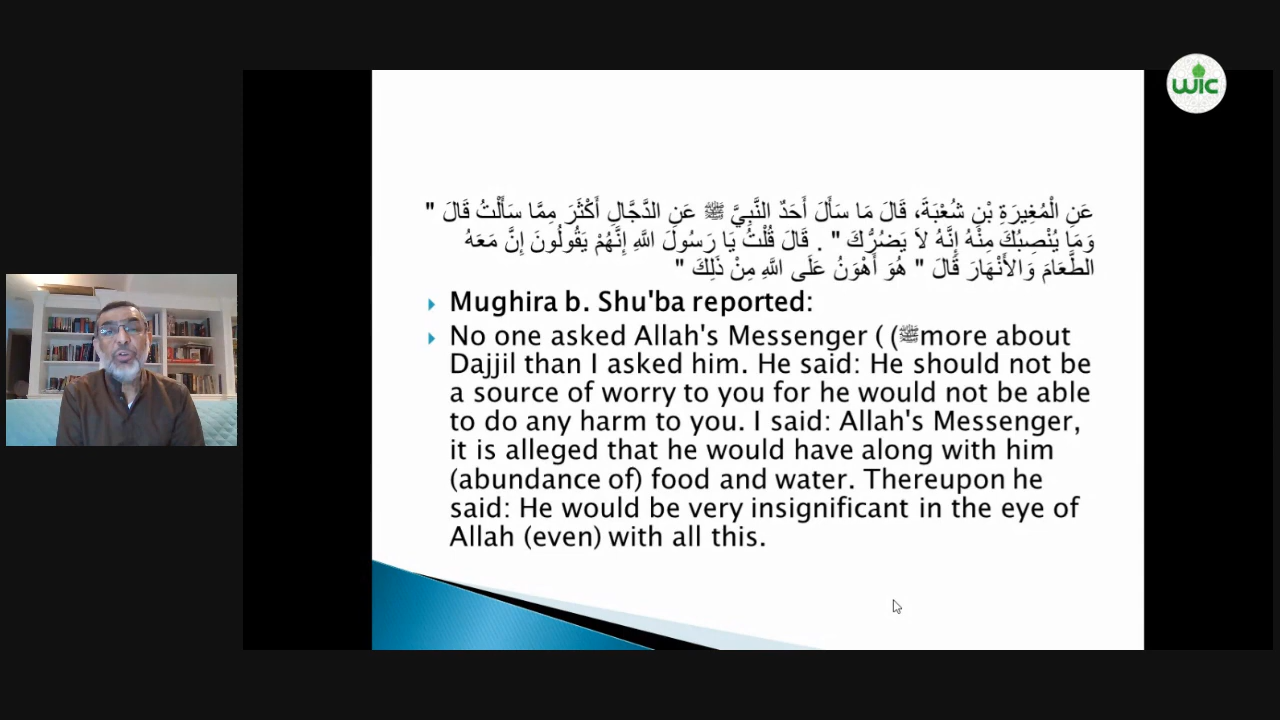 WIC
عَنِ الْمُغِيرَةِ بْنِ شُعْبَةَ، قَالَ مَا سَأَلَ أَحَدٌ النَّبِيَّ ﷺ عَنِ الدَّجَّالِ أَكْثَرَ مِمَّا سَأَلْتُ قَالَ "
وَمَا يُنْصِبُكَ مِنْهُ إِنَّهُ لاَ يَضُرُّكَ " . قَالَ قُلْتُ يَا رَسُولَ اللَّهِ إِنَّهُمْ يَقُولُونَ إِنَّ مَعَهُ
الطَّعَامَ وَالأَنْهَارَ قَالَ " هُوَ أَهْوَنُ عَلَى اللَّهِ مِنْ ذَلِكَ "
Mughira b. Shu'ba reported:
No one asked Allah's Messenger ( (ﷺmore about
Dajjil than I asked him. He said: He should not be
a source of worry to you for he would not be able
to do any harm to you. I said: Allah's Messenger,
it is alleged that he would have along with him
(abundance of) food and water. Thereupon he
said: He would be very insignificant in the eye of
Allah (even) with all this.